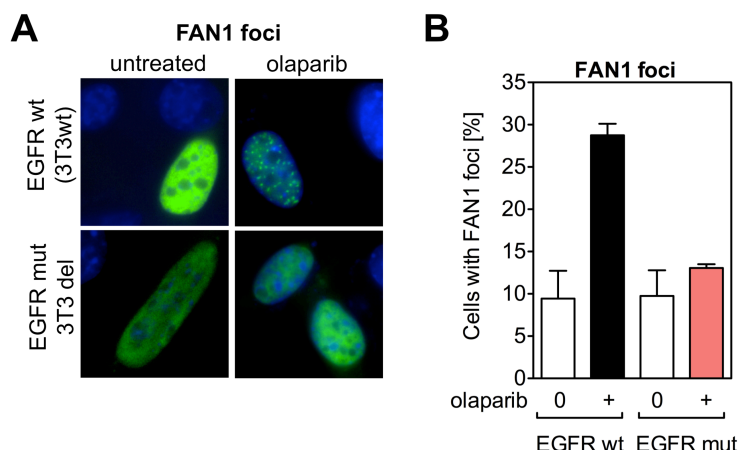 A
FAN1 foci
untreated olaparib
EGFR wt
(3T3wt)
EGFR mut
3T3 del
B
FAN1 foci
Cells with FAN1 foci [%]
35
30
25
20
15
10
5
0
olaparib 0 + 0 +
EGFR wt EGFR mut